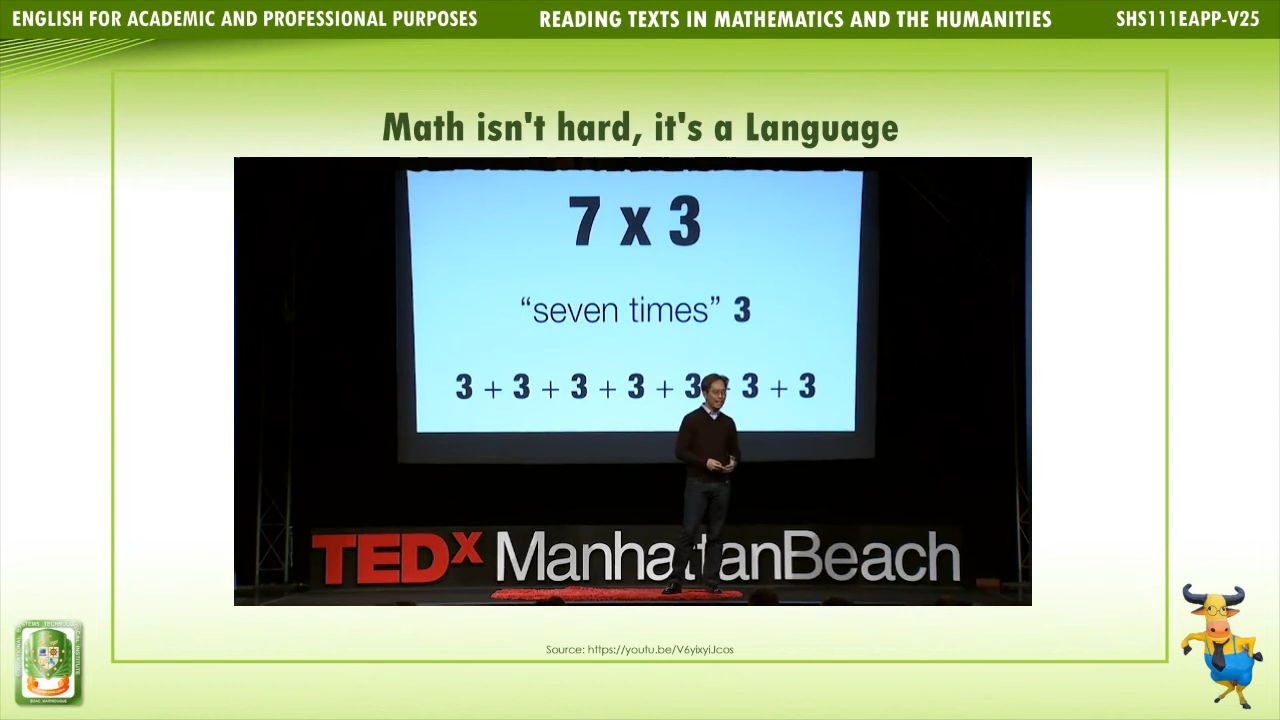 ENGLISH FOR ACADEMIC AND PROFESSIONAL PURPOSES READING TEXTS IN MATHEMATICS AND THE HUMANITIES SHS111EAPP-V25
Math isn't hard, it's a Language
7 x 3
“seven times” 3
3 + 3 + 3 + 3 + 3 + 3 + 3
TEDx ManhattanBeach
Source: https://youtu.be/V6yixyiJcos